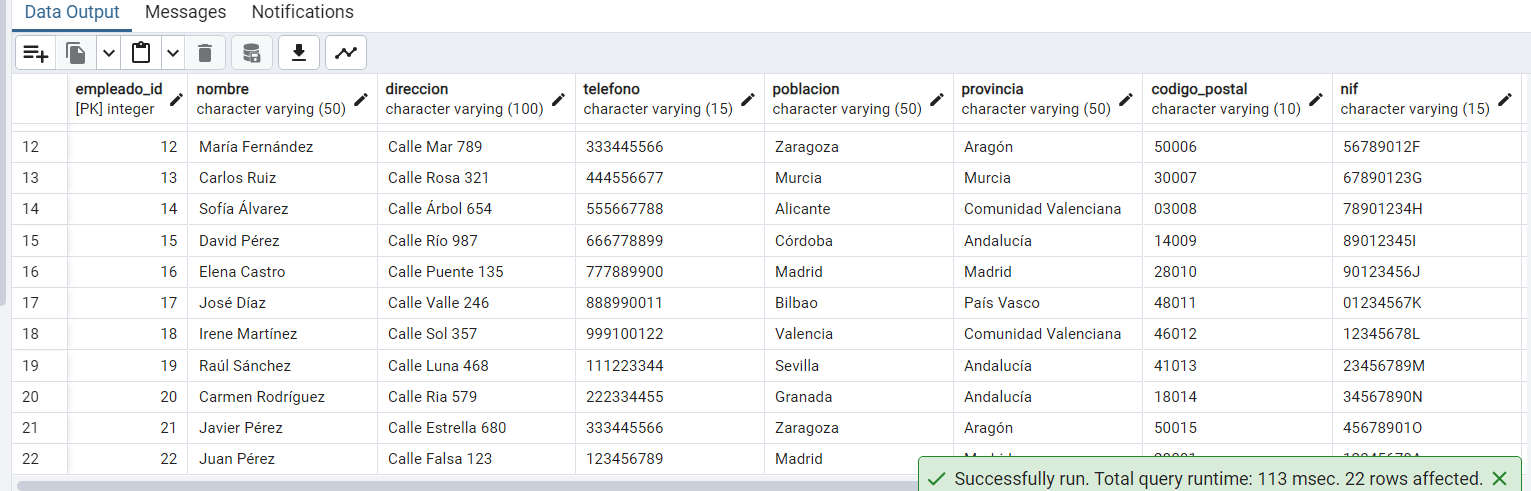 Data Output Messages Notifications
empleado_id nombre direccion telefono poblacion provincia codigo_postal nif
[PK] integer character varying (50) character varying (100) character varying (15) character varying (50) character varying (50) character varying (10) character varying (15)
12 12 María Fernández Calle Mar 789 333445566 Zaragoza Aragón 50006 56789012F
13 13 Carlos Ruiz Calle Rosa 321 444556677 Murcia Murcia 30007 67890123G
14 14 Sofía Álvarez Calle Árbol 654 555667788 Alicante Comunidad Valenciana 03008 78901234H
15 15 David Pérez Calle Río 987 666778899 Córdoba Andalucía 14009 89012345I
16 16 Elena Castro Calle Puente 135 777889900 Madrid Madrid 28010 90123456J
17 17 José Díaz Calle Valle 246 888990011 Bilbao País Vasco 48011 01234567K
18 18 Irene Martínez Calle Sol 357 999100122 Valencia Comunidad Valenciana 46012 12345678L
19 19 Raúl Sánchez Calle Luna 468 111223344 Sevilla Andalucía 41013 23456789M
20 20 Carmen Rodríguez Calle Ria 579 222334455 Granada Andalucía 18014 34567890N
21 21 Javier Pérez Calle Estrella 680 333445566 Zaragoza Aragón 50015 45678901O
22 22 Juan Pérez Calle Falsa 123 123456789 Madrid
Successfully run. Total query runtime: 113 msec. 22 rows affected.